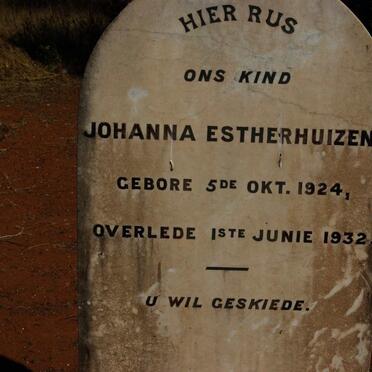 HIER RUS
ONS KIND
JOHANNA ESTHERHUIZEN
GEBORE 5DE OKT. 1924,
OVERLEDE 1STE JUNIE 1932
U WIL GESKIEDE.